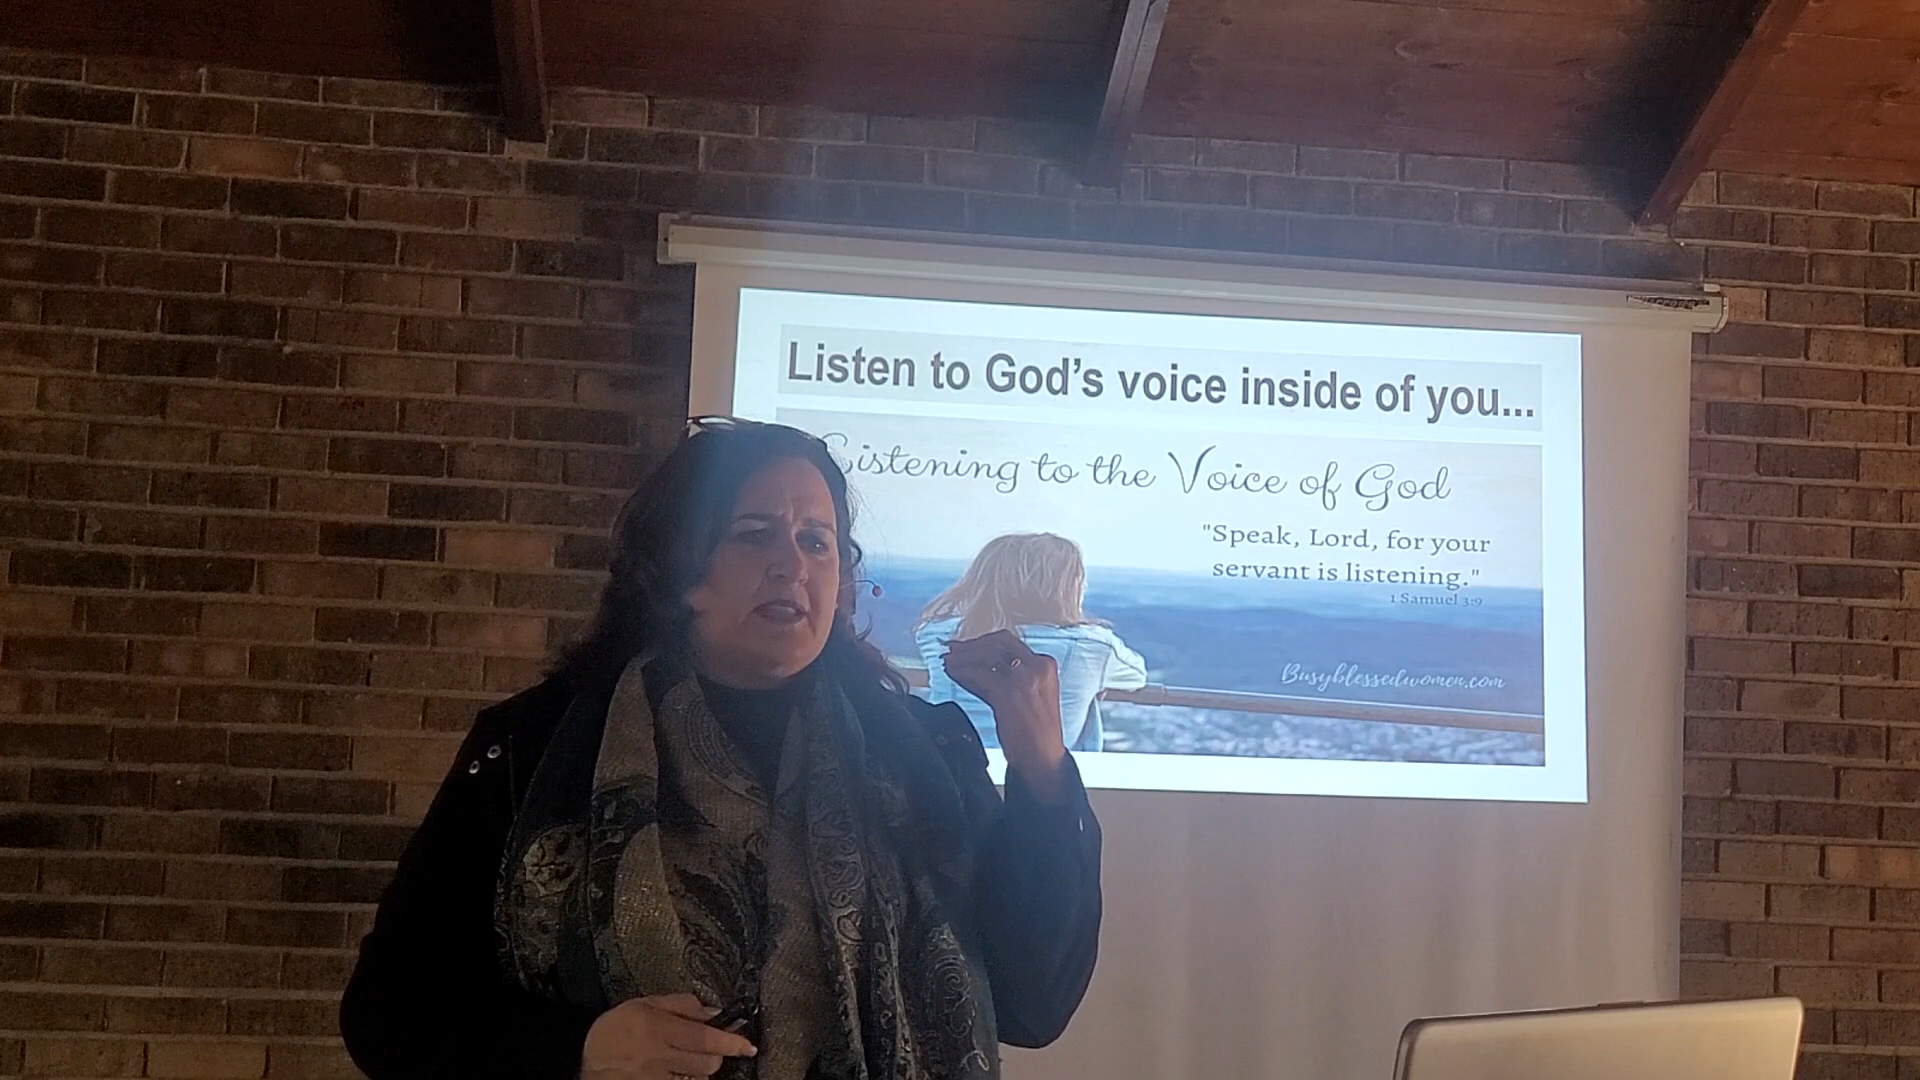 Listen to God's voice inside of you...
Listening to the Voice of God
"Speak, Lord, for your
servant is listening."
1 Samuel 3:9
Busyblessedwomen.com